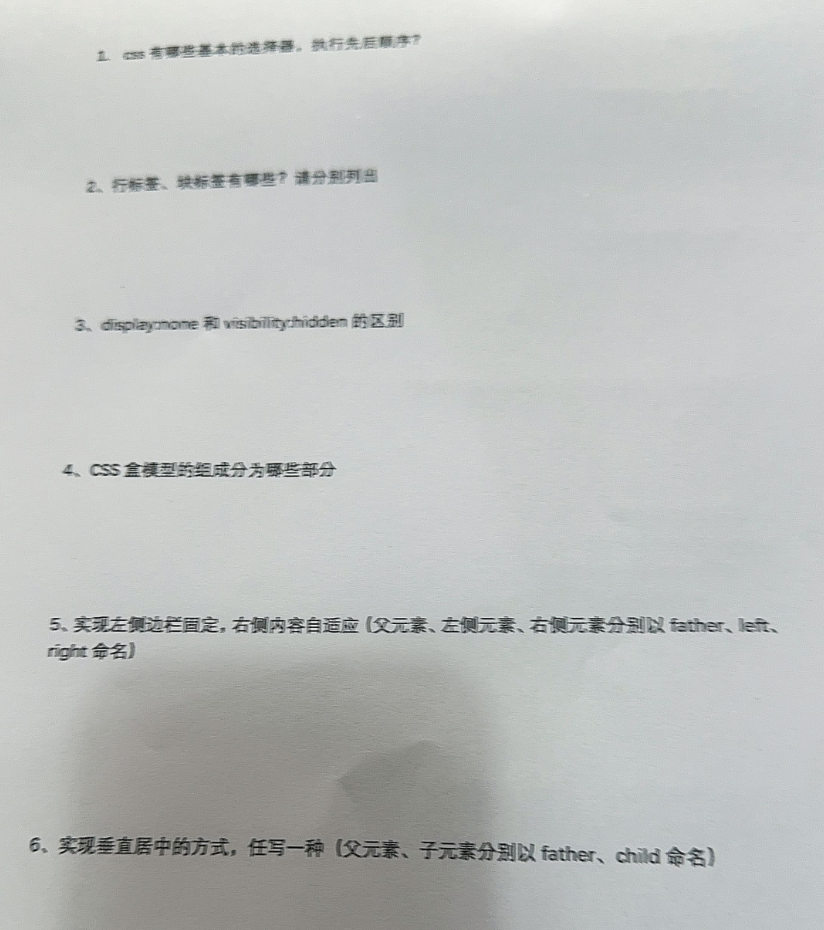 1. css 有哪些基本的选择器，执行先后顺序？
2、行标签、块标签有哪些？请分别列出
3、display:none 和 visibility:hidden 的区别
4、CSS 盒模型的组成分为哪些部分
5、实现左侧边栏固定，右侧内容自适应（父元素、左侧元素、右侧元素分别以 father、left、
right 命名）
6、实现垂直居中的方式，任写一种（父元素、子元素分别以 father、child 命名）